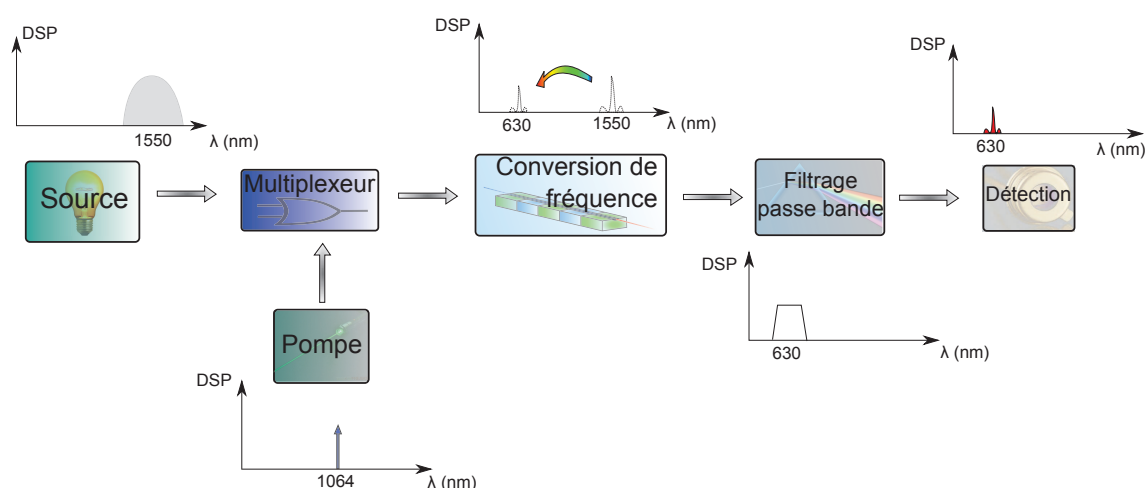 DSP
1550
λ (nm)
DSP
630
1550
λ (nm)
DSP
630
λ (nm)
Source
Multiplexeur
Conversion de
fréquence
Filtrage
passe bande
Détection
Pompe
DSP
1064
λ (nm)
DSP
630
λ (nm)